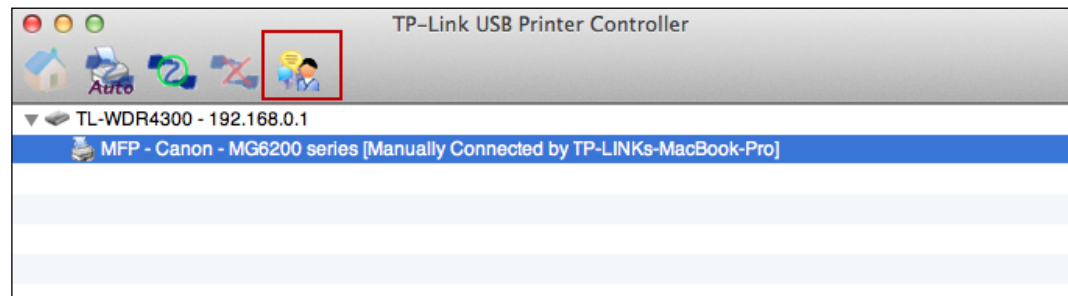 TP-Link USB Printer Controller
Auto
TL-WDR4300 - 192.168.0.1
MFP - Canon - MG6200 series [Manually Connected by TP-LINKs-MacBook-Pro]